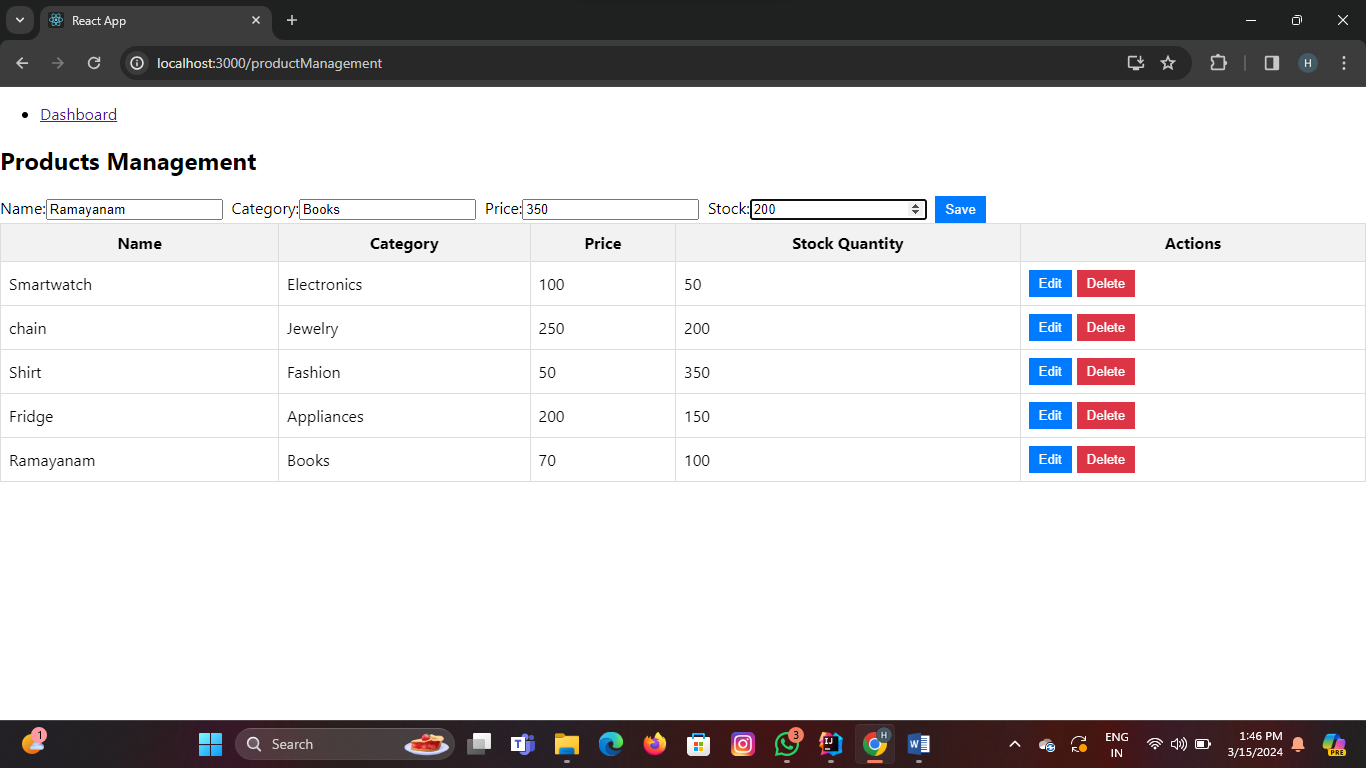 React App
localhost:3000/productManagement
H
Dashboard
Products Management
Name: Ramayanam Category: Books Price: 350 Stock: 200 Save
Name Category Price Stock Quantity Actions
Smartwatch Electronics 100 50 Edit Delete
chain Jewelry 250 200 Edit Delete
Shirt Fashion 50 350 Edit Delete
Fridge Appliances 200 150 Edit Delete
Ramayanam Books 70 100 Edit Delete
1 Search 3 H W ENG 1:46 PM PRE
IN 3/15/2024